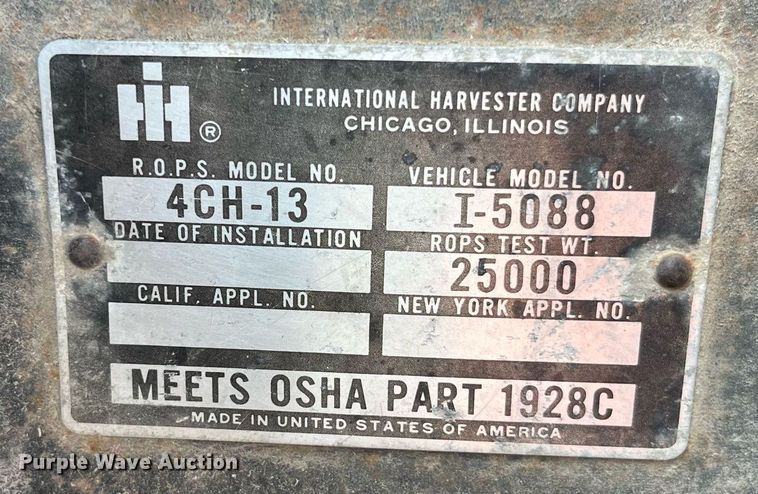 IH ®
INTERNATIONAL HARVESTER COMPANY
CHICAGO, ILLINOIS
R.O.P.S. MODEL NO. VEHICLE MODEL NO.
4CH-13 I-5088
DATE OF INSTALLATION ROPS TEST WT.
25000
CALIF. APPL. NO. NEW YORK APPL. NO.
MEETS OSHA PART 1928C
MADE IN UNITED STATES OF AMERICA
Purple Wave Auction